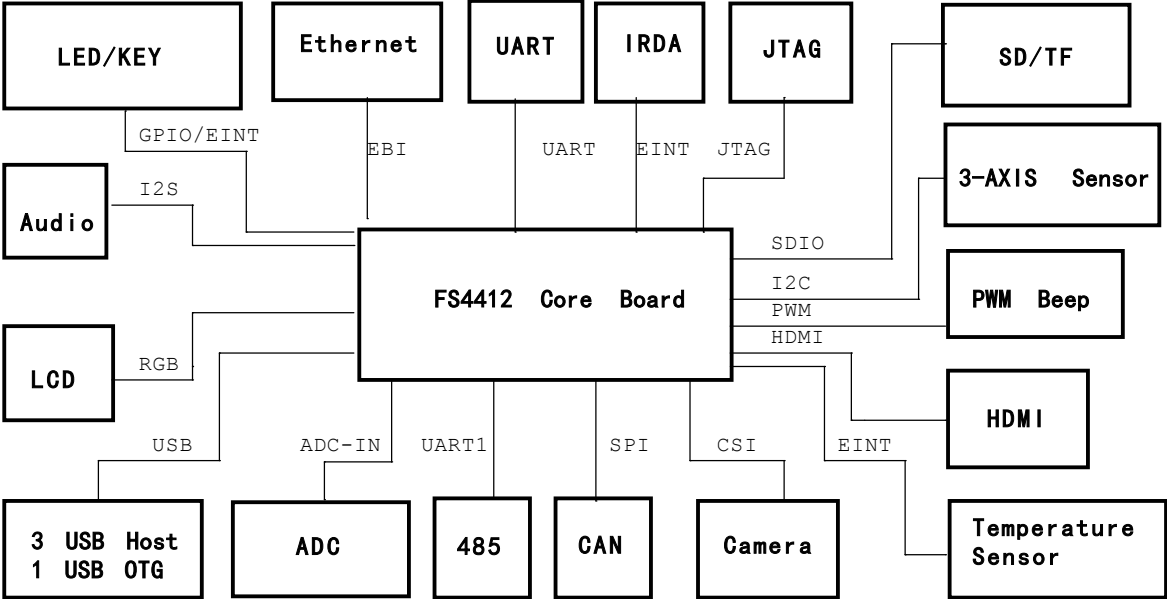 LED/KEY
Ethernet
UART
IRDA
JTAG
SD/TF
GPIO/EINT
EBI
UART
EINT
JTAG
3-AXIS Sensor
I2S
Audio
SDIO
I2C
FS4412 Core Board
PWM
PWM Beep
HDMI
RGB
LCD
HDMI
USB
ADC-IN
UART1
SPI
CSI
EINT
3 USB Host
1 USB OTG
ADC
485
CAN
Camera
Temperature
Sensor